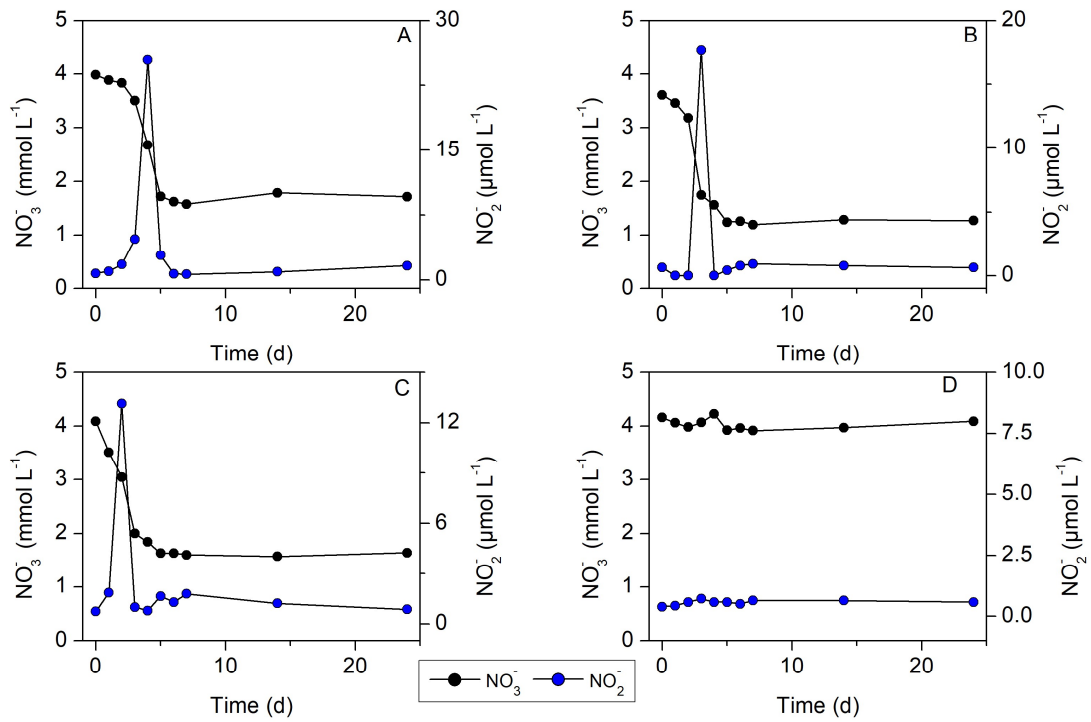 A
NO₃⁻ (mmol L⁻¹)
5
4
3
2
1
0
30
15
0
NO₂⁻ (µmol L⁻¹)
0 10 20
Time (d)
B
NO₃⁻ (mmol L⁻¹)
5
4
3
2
1
0
20
10
0
NO₂⁻ (µmol L⁻¹)
0 10 20
Time (d)
C
NO₃⁻ (mmol L⁻¹)
5
4
3
2
1
0
12
6
0
NO₂⁻ (µmol L⁻¹)
0 10 20
Time (d)
D
NO₃⁻ (mmol L⁻¹)
5
4
3
2
1
0
10.0
7.5
5.0
2.5
0.0
NO₂⁻ (µmol L⁻¹)
0 10 20
Time (d)
NO₃⁻ NO₂⁻